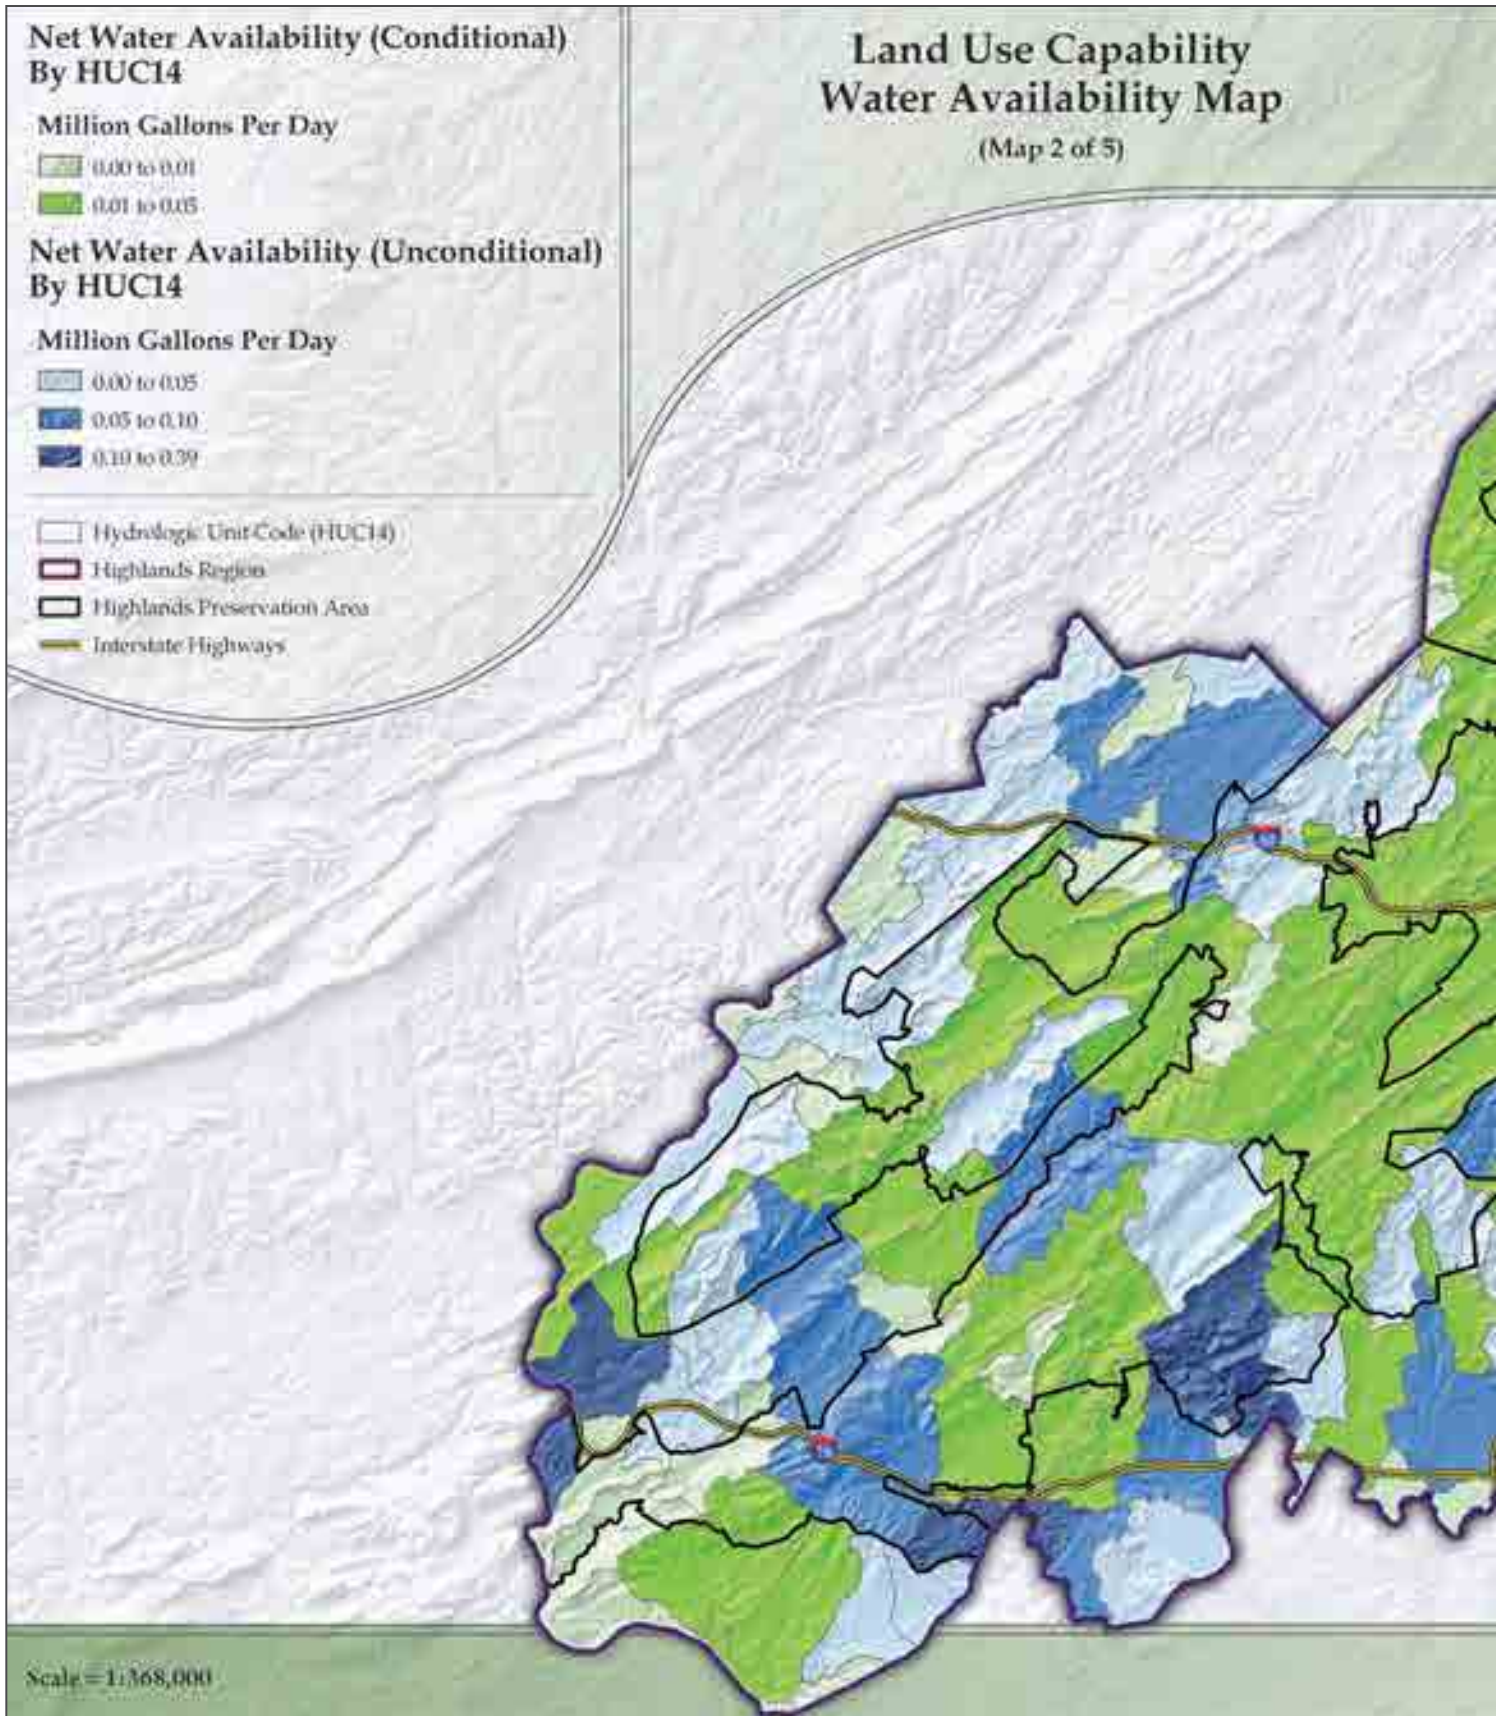 Net Water Availability (Conditional)
By HUC14
Million Gallons Per Day
0.00 to 0.01
0.01 to 0.05
Net Water Availability (Unconditional)
By HUC14
Million Gallons Per Day
0.00 to 0.05
0.05 to 0.10
0.10 to 0.39
Hydrologic Unit Code (HUC14)
Highlands Region
Highlands Preservation Area
Interstate Highways
Land Use Capability
Water Availability Map
(Map 2 of 5)
Scale = 1:368,000